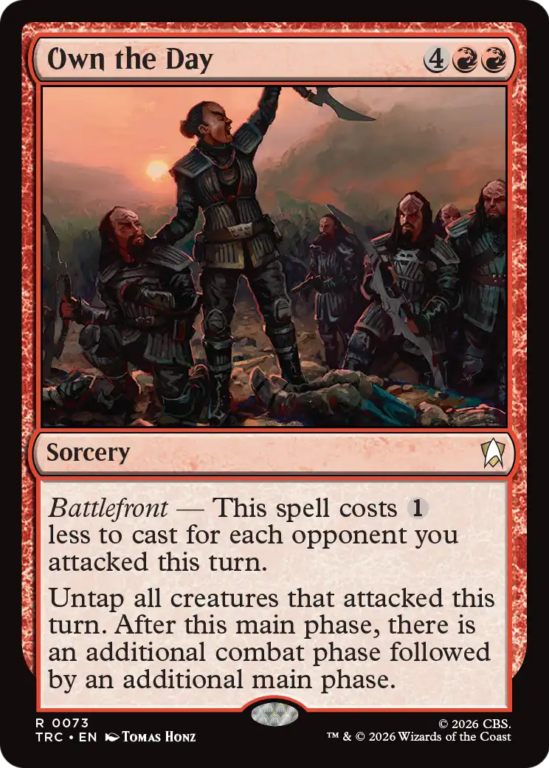 Own the Day 4
Sorcery
Battlefront — This spell costs 1
less to cast for each opponent you
attacked this turn.
Untap all creatures that attacked this
turn. After this main phase, there is
an additional combat phase followed
by an additional main phase.
R 0073
TRC • EN Tomas Honz
© 2026 CBS.
™ & © 2026 Wizards of the Coast